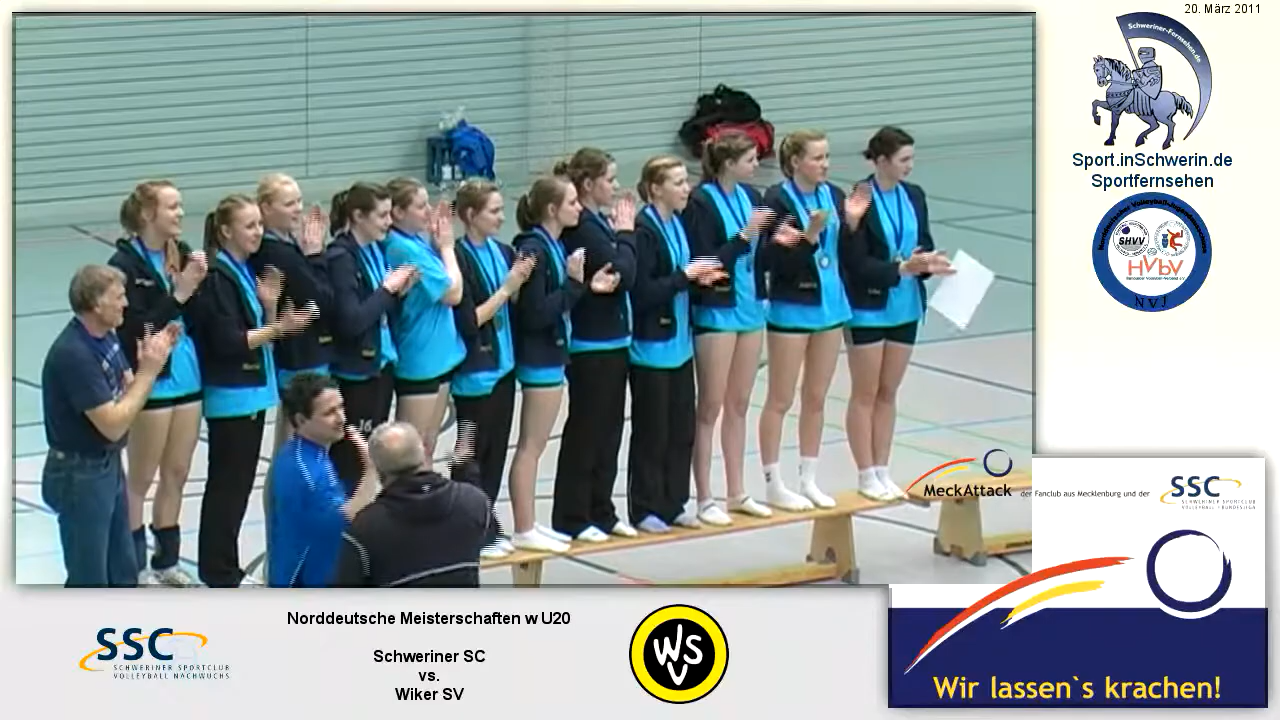 20. März 2011
Schweriner-Fernsehen.de
Sport.inSchwerin.de
Sportfernsehen
SHVV
HVbV
NVJ
16
MeckAttack der Fanclub aus Mecklenburg und der
SSC
SCHWERINER SPORTCLUB
VOLLEYBALL BUNDESLIGA
Norddeutsche Meisterschaften w U20
Schweriner SC
vs.
Wiker SV
SSC
SCHWERINER SPORTCLUB
VOLLEYBALL NACHWUCHS
WSV
Wir lassen`s krachen!